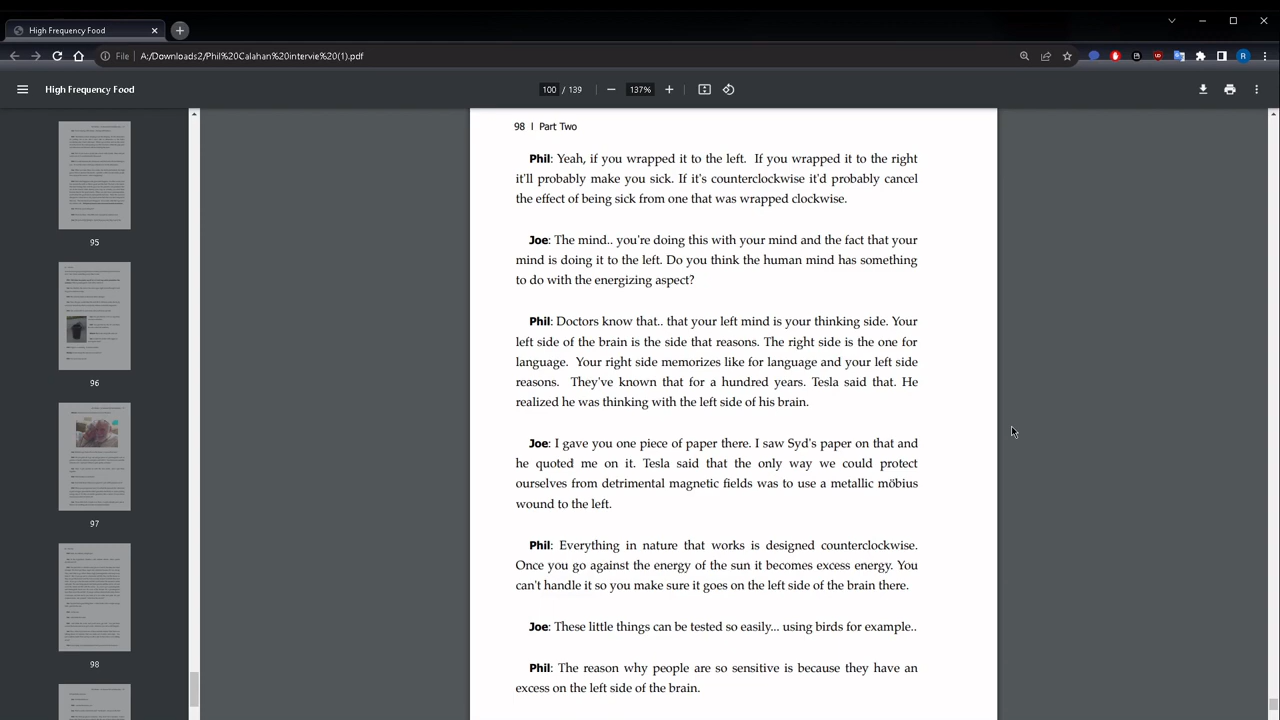 High Frequency Food
File
A:/Downloads2/Phil%20Calahan%20intervie%20(1).pdf
R
High Frequency Food
100 / 139
137%
95
96
97
98
98 | Part Two
Phil: Yeah, if you wrapped it to the left. If you wrapped it to the right
it'll probably make you sick. If it's counterclockwise it'd probably cancel
the effect of being sick from one that was wrapped clockwise.
Joe: The mind.. you're doing this with your mind and the fact that your
mind is doing it to the left. Do you think the human mind has something
to do with the energizing aspect?
Phil: Doctors know that.. that your left mind is your thinking side. Your
left side of the brain is the side that reasons. The right side is the one for
language. Your right side memorizes like for language and your left side
reasons. They've known that for a hundred years. Tesla said that. He
realized he was thinking with the left side of his brain.
Joe: I gave you one piece of paper there. I saw Syd's paper on that and
he quoted me on it. Tesla said that the only way we could protect
ourselves from detrimental magnetic fields was to use a metallic möbius
wound to the left.
Phil: Everything in nature that works is designed counterclockwise.
Once you go against the energy of the sun it becomes excess energy. You
can't handle it so you make sure it goes on the left side of the brain there.
Joe: These little things can be tested so easily... using birds for example..
Phil: The reason why people are so sensitive is because they have an
excess on the left side of the brain.